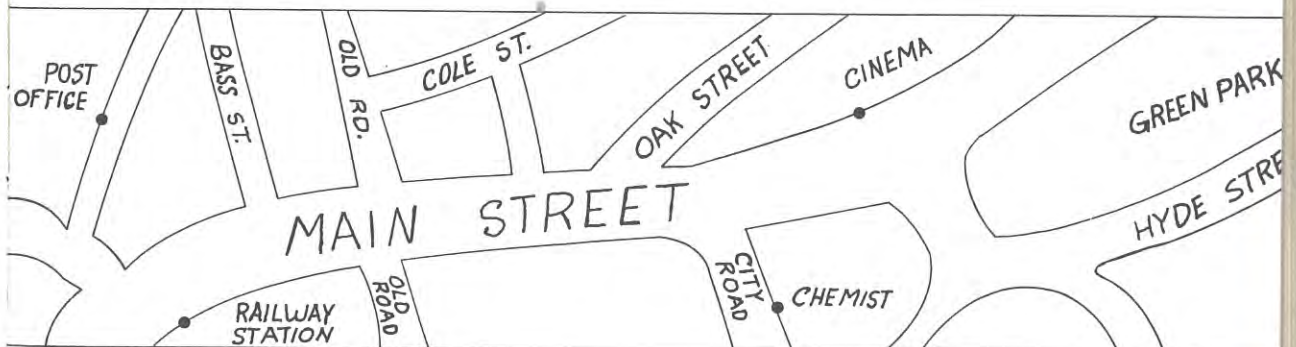 POST
OFFICE
BASS ST.
OLD RD.
COLE ST.
OAK STREET
CINEMA
GREEN PARK
HYDE STRE
MAIN STREET
RAILWAY
STATION
OLD
ROAD
CITY
ROAD
CHEMIST